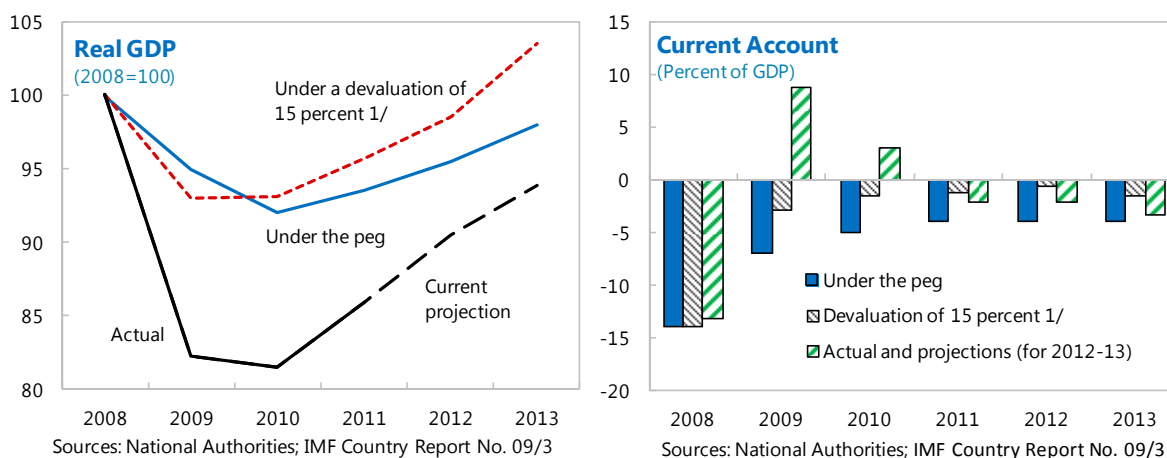 Real GDP
(2008=100)
105
100
95
90
85
80
Under a devaluation of
15 percent 1/
Under the peg
Actual
Current
projection
2008 2009 2010 2011 2012 2013
Sources: National Authorities; IMF Country Report No. 09/3
Current Account
(Percent of GDP)
15
10
5
0
-5
-10
-15
-20
Under the peg
Devaluation of 15 percent 1/
Actual and projections (for 2012-13)
2008 2009 2010 2011 2012 2013
Sources: National Authorities; IMF Country Report No. 09/3